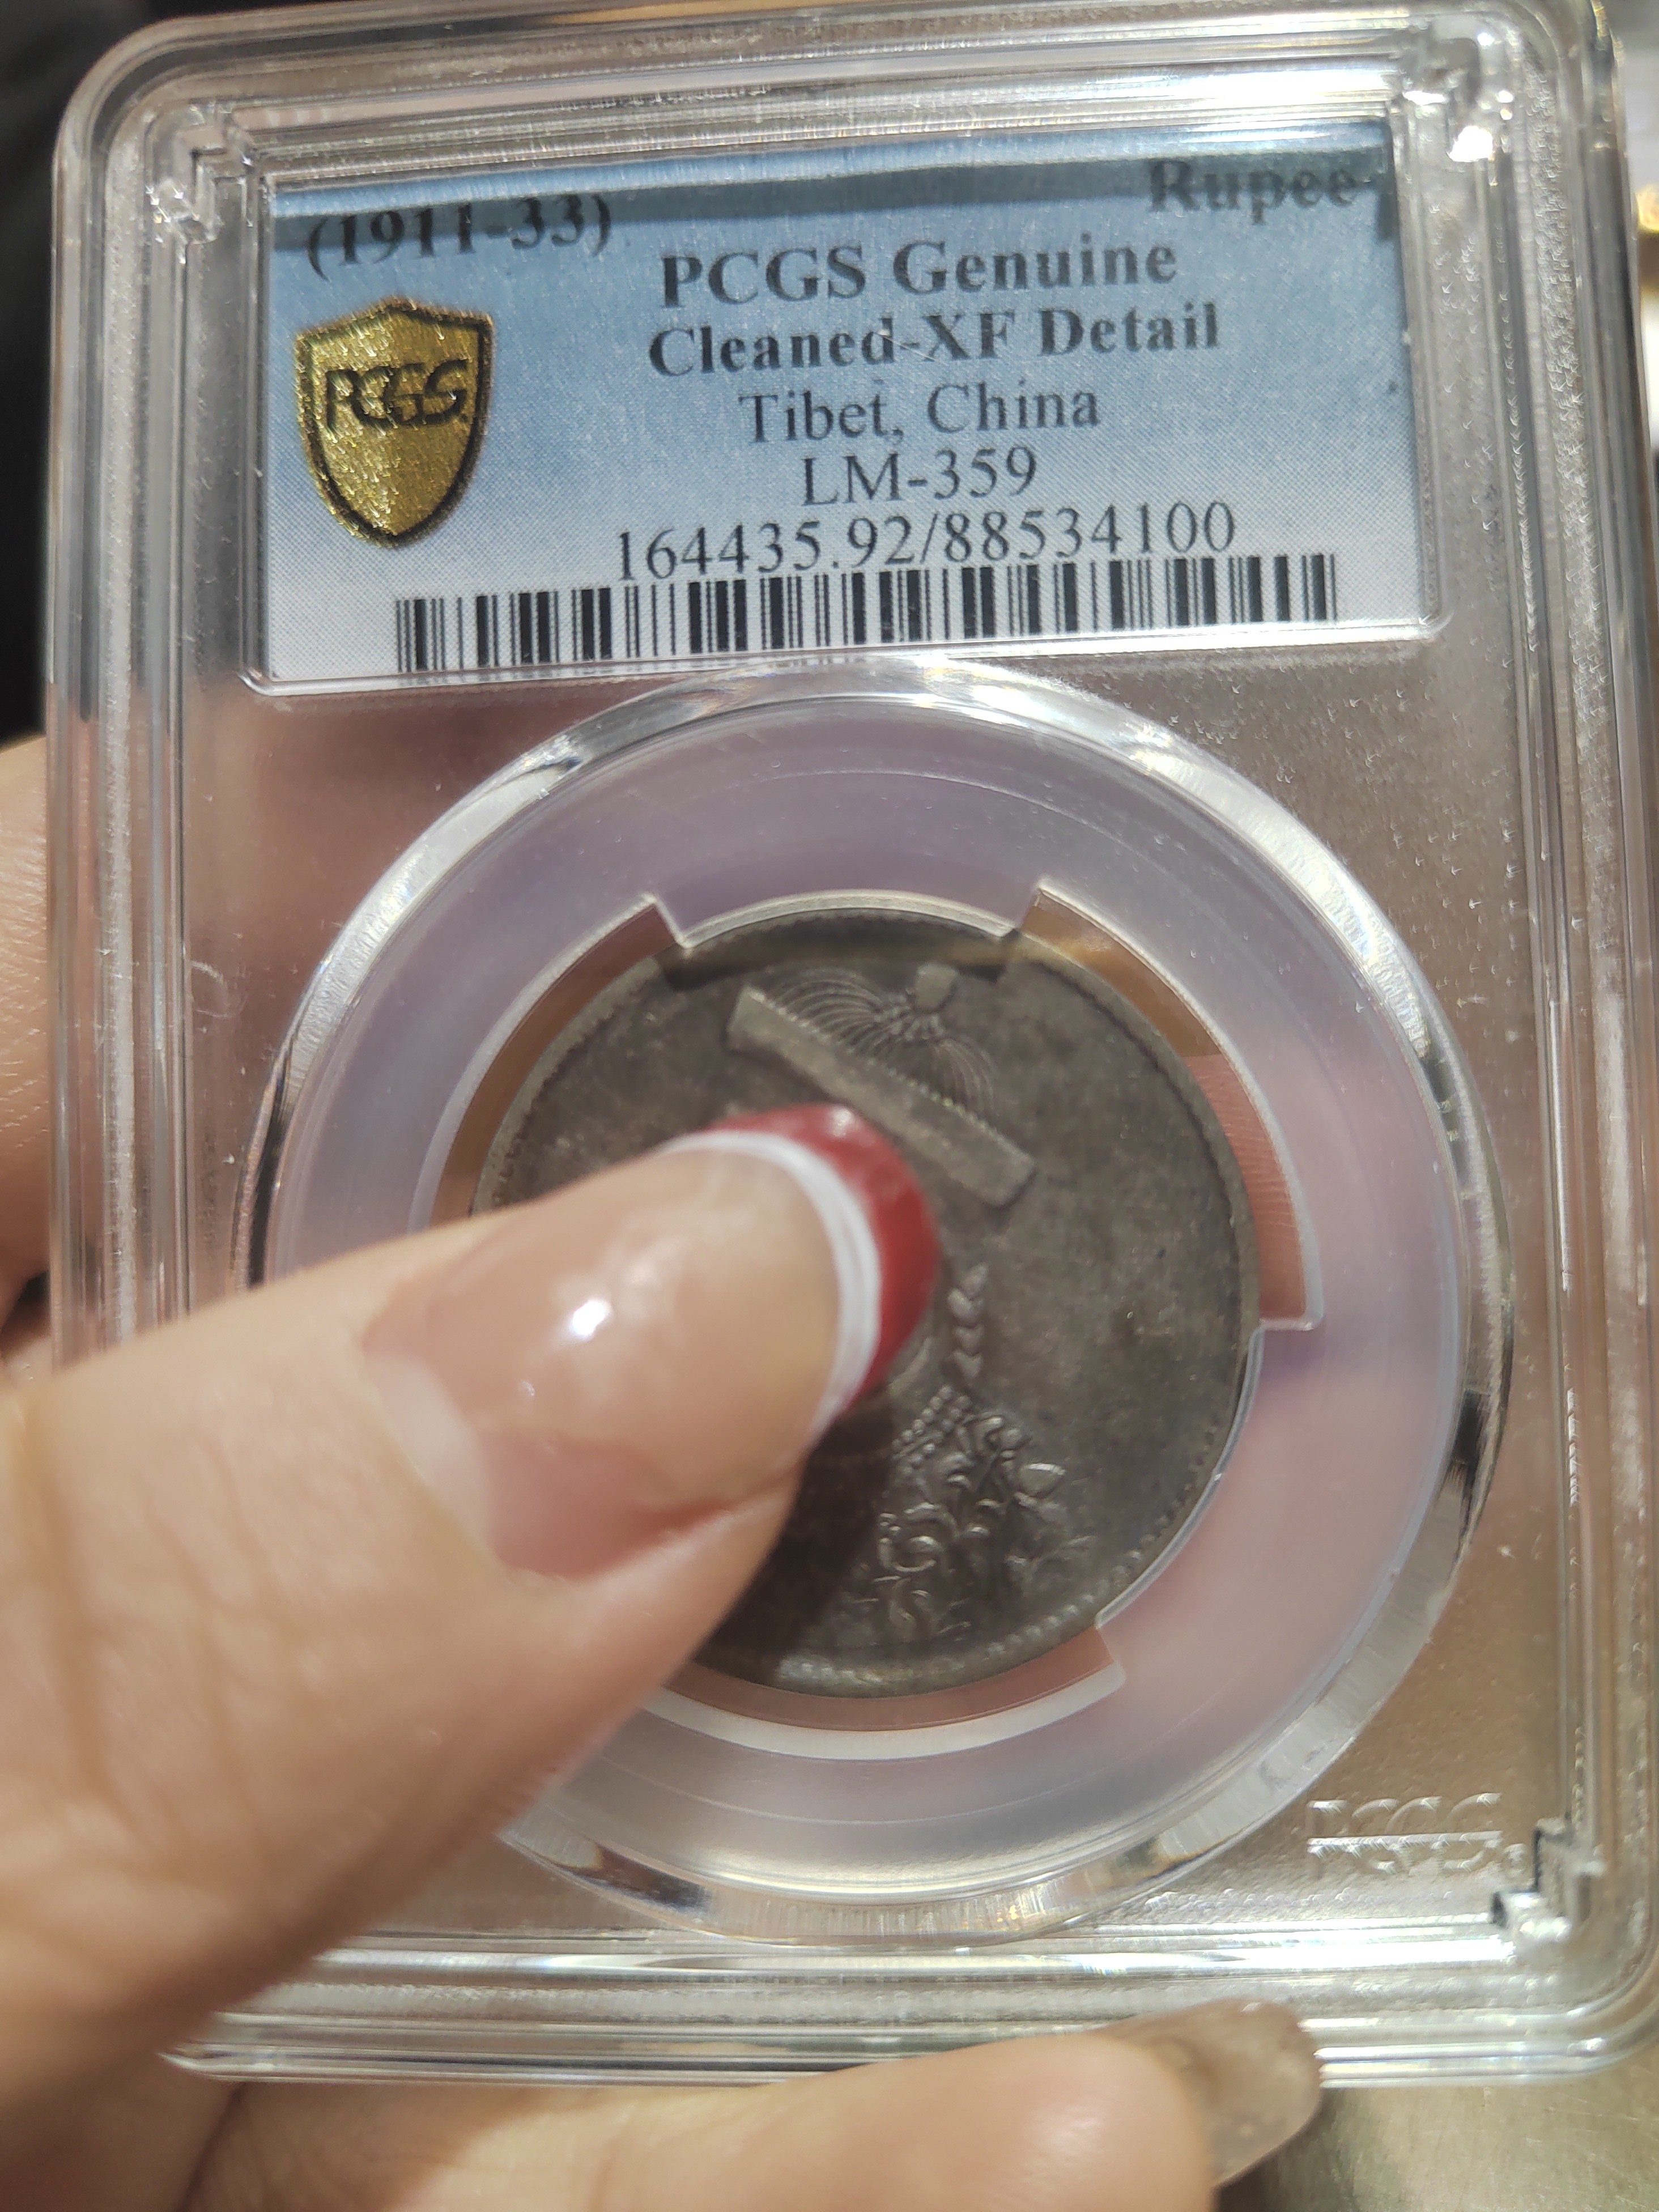 (1911-33) Rupee
PCGS Genuine
Cleaned-XF Detail
Tibet, China
LM-359
164435.92/88534100
PCGS
PCGS